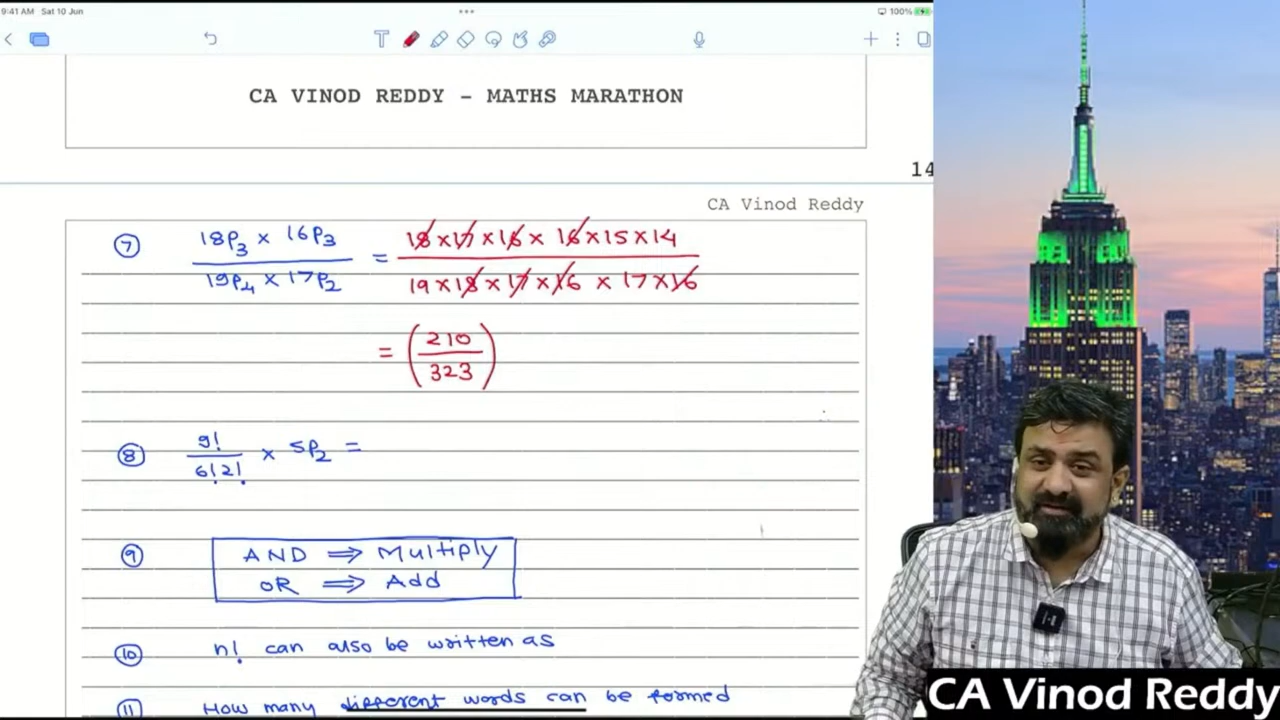 9:41 AM Sat 10 Jun
100%
T
CA VINOD REDDY - MATHS MARATHON
14
CA Vinod Reddy
7 18P3 × 16P3 / 19P4 × 17P2 = 18×17×16× 16×15×14 / 19×18×17×16 × 17×16
= (210/323)
8 9!/6!2! × 5P2 =
9 AND ⇒ Multiply
OR ⇒ Add
10 n! can also be written as
11 How many different words can be formed
CA Vinod Reddy